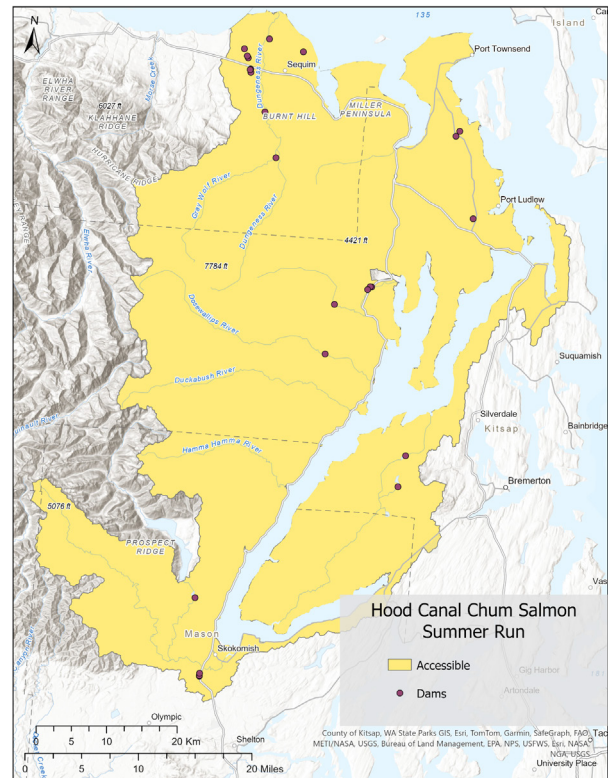 135
Island
Port Townsend
N
ELWHA
RIVER
RANGE
Morse Creek
Dungeness River
Sequim
6027 ft
KLAHHANE
RIDGE
BURNT HILL
MILLER
PENINSULA
HURRICANE RIDGE
Grey Wolf River
Dungeness River
Port Ludlow
Elwha River
4421 ft
7784 ft
Dosewallips River
Duckabush River
Suquamish
Silverdale
Kitsap
Bainbridge
Hamma Hamma River
Bremerton
5076 ft
PROSPECT
RIDGE
Mason
Skokomish
Hood Canal Chum Salmon
Summer Run
Accessible
Dams
Gig Harbor
Artondale
Olympic
Shelton
0 10 20 Km
0 5 10 20 Miles
County of Kitsap, WA State Parks GIS, Esri, TomTom, Garmin, SafeGraph, FAO,
METI/NASA, USGS, Bureau of Land Management, EPA, NPS, USFWS, Esri, NASA,
NGA, USGS
University Place